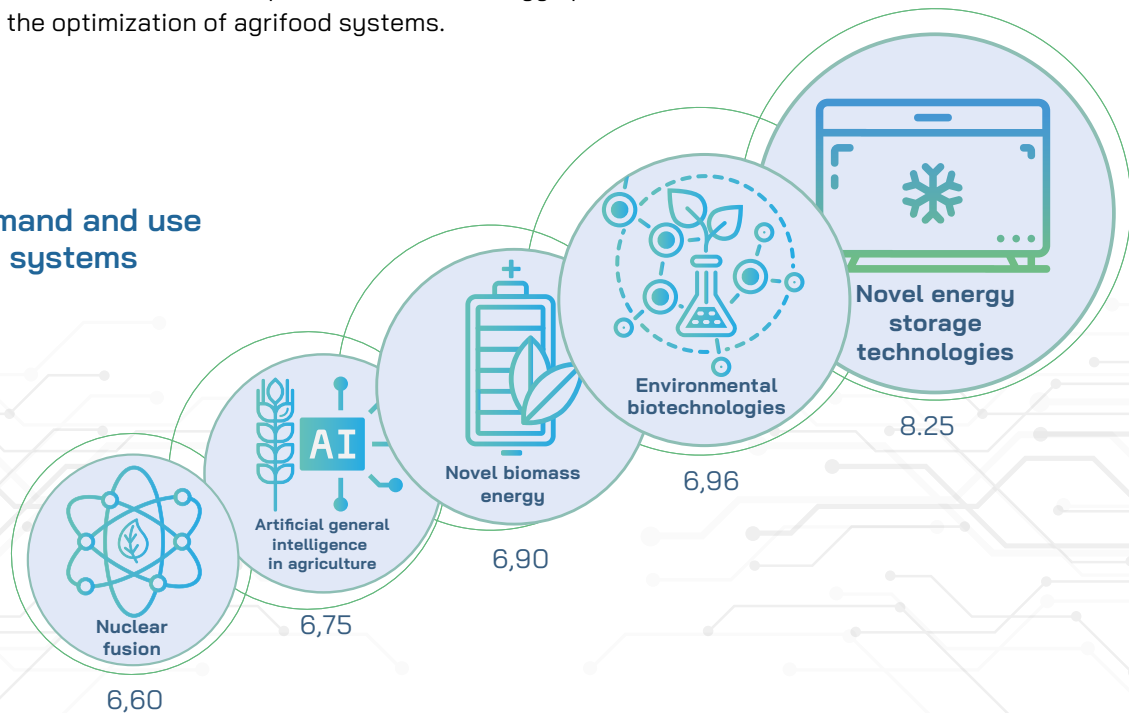 the optimization of agrifood systems.
and use
systems
Novel energy
storage
technologies
8.25
Environmental
biotechnologies
6,96
Novel biomass
energy
6,90
AI
Artificial general
intelligence
in agriculture
6,75
Nuclear
fusion
6,60